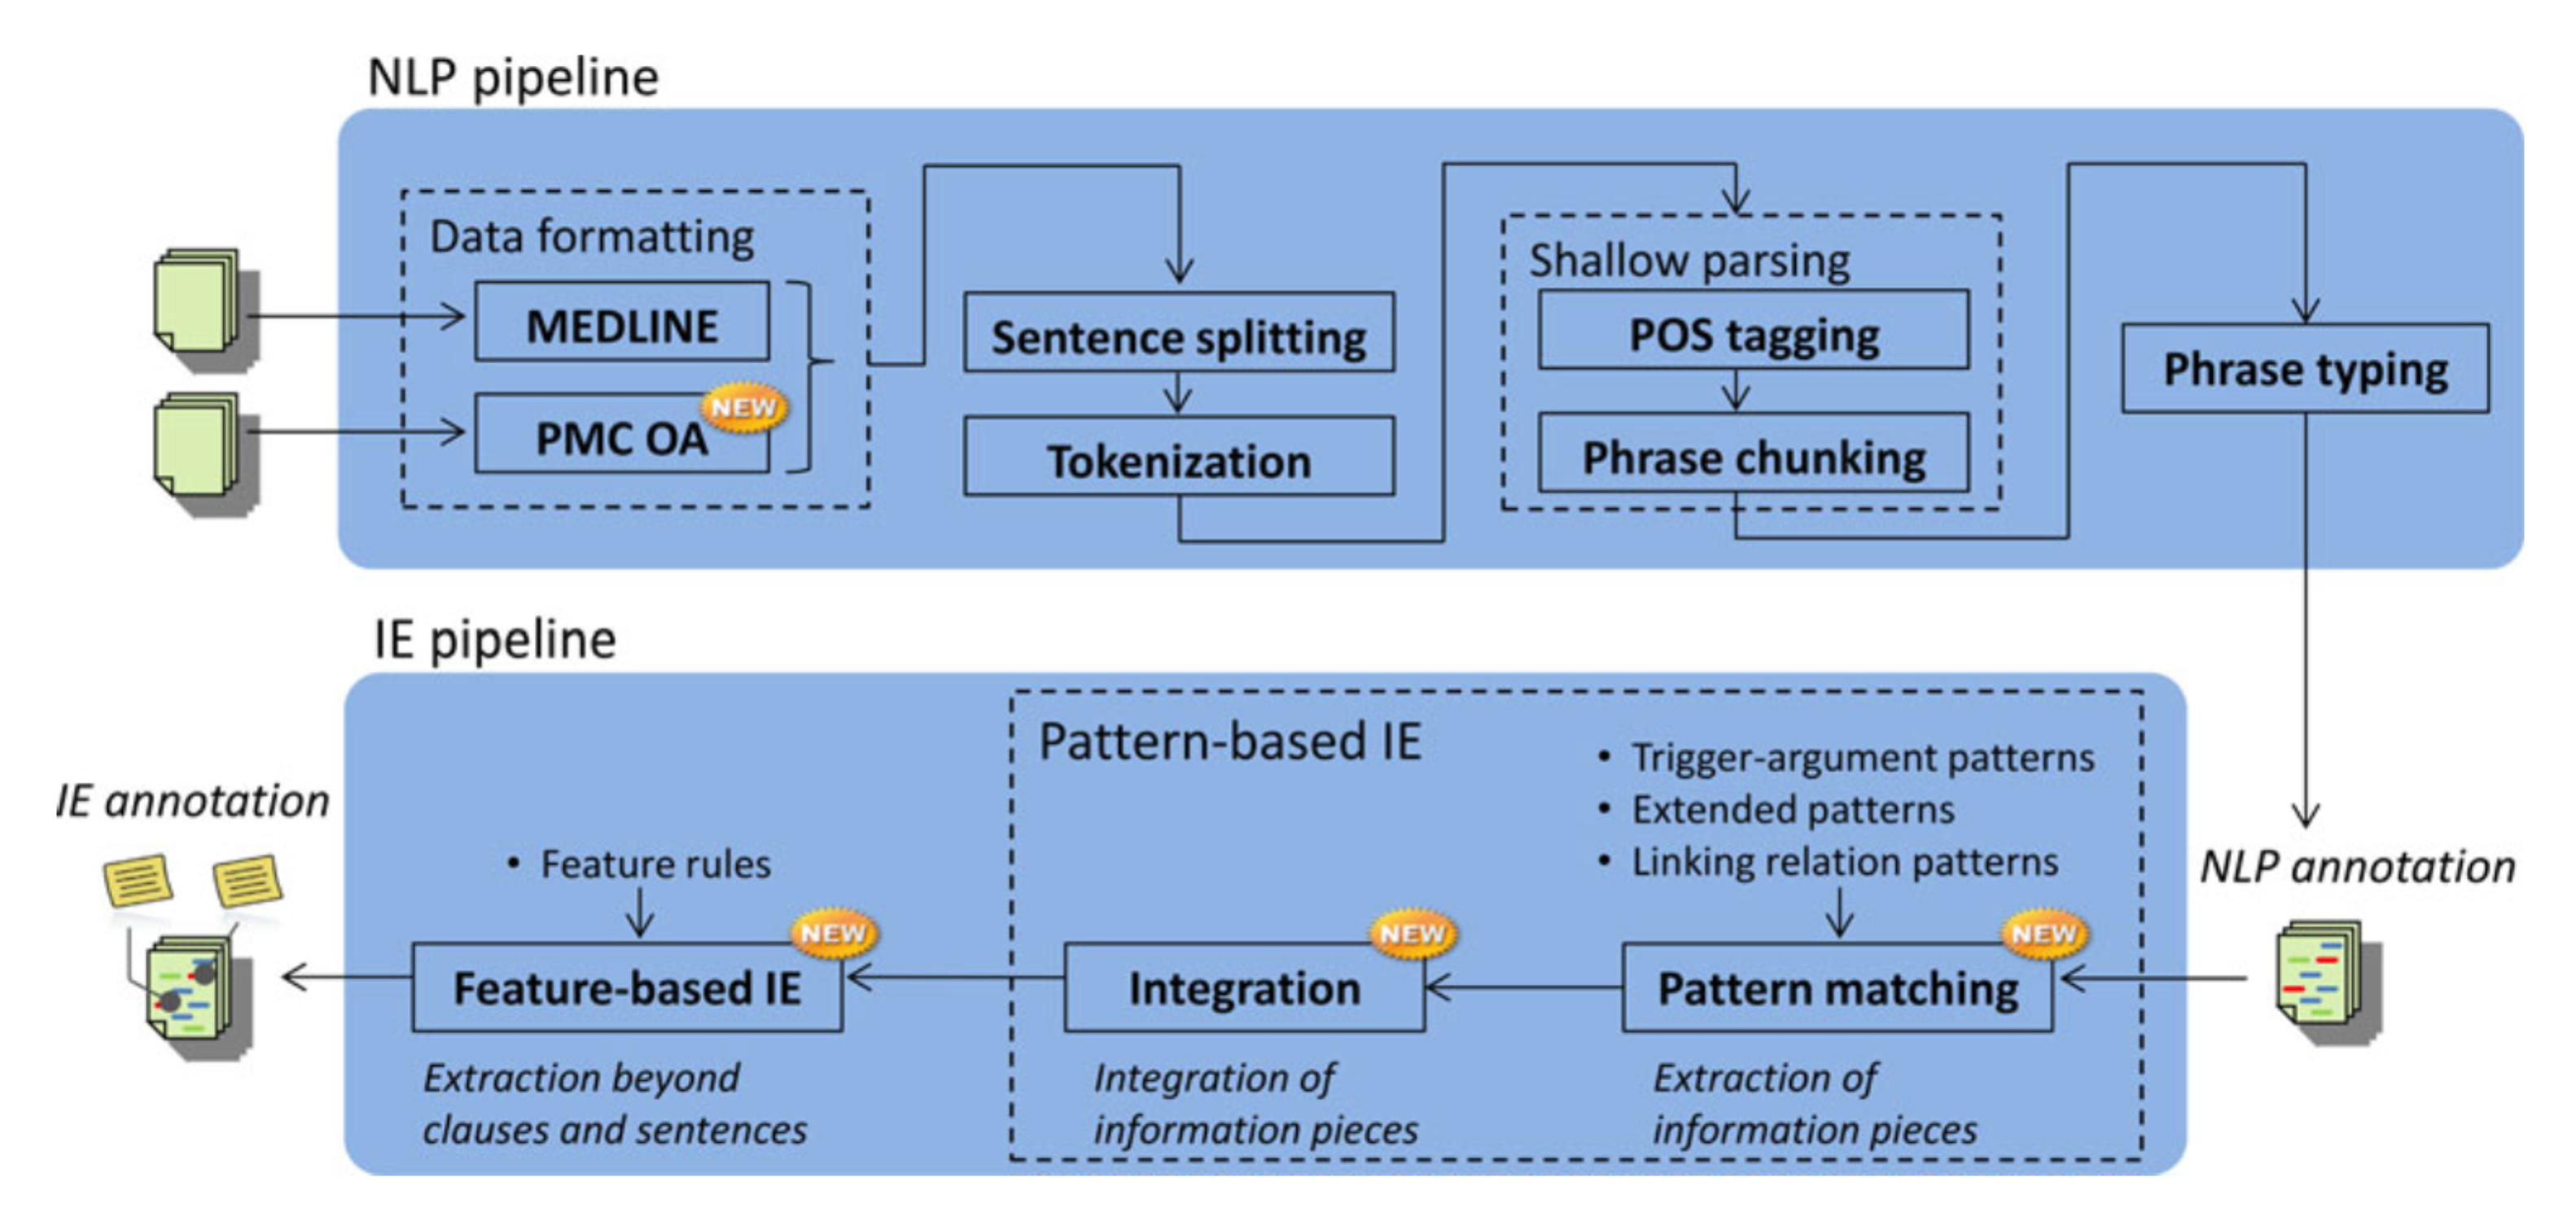 NLP pipeline
Data formatting
MEDLINE
PMC OA
NEW
Sentence splitting
Tokenization
Shallow parsing
POS tagging
Phrase chunking
Phrase typing
NLP annotation
IE pipeline
Pattern-based IE
• Trigger-argument patterns
• Extended patterns
• Linking relation patterns
NEW
Pattern matching
Extraction of
information pieces
NEW
Integration
Integration of
information pieces
• Feature rules
NEW
Feature-based IE
Extraction beyond
clauses and sentences
IE annotation